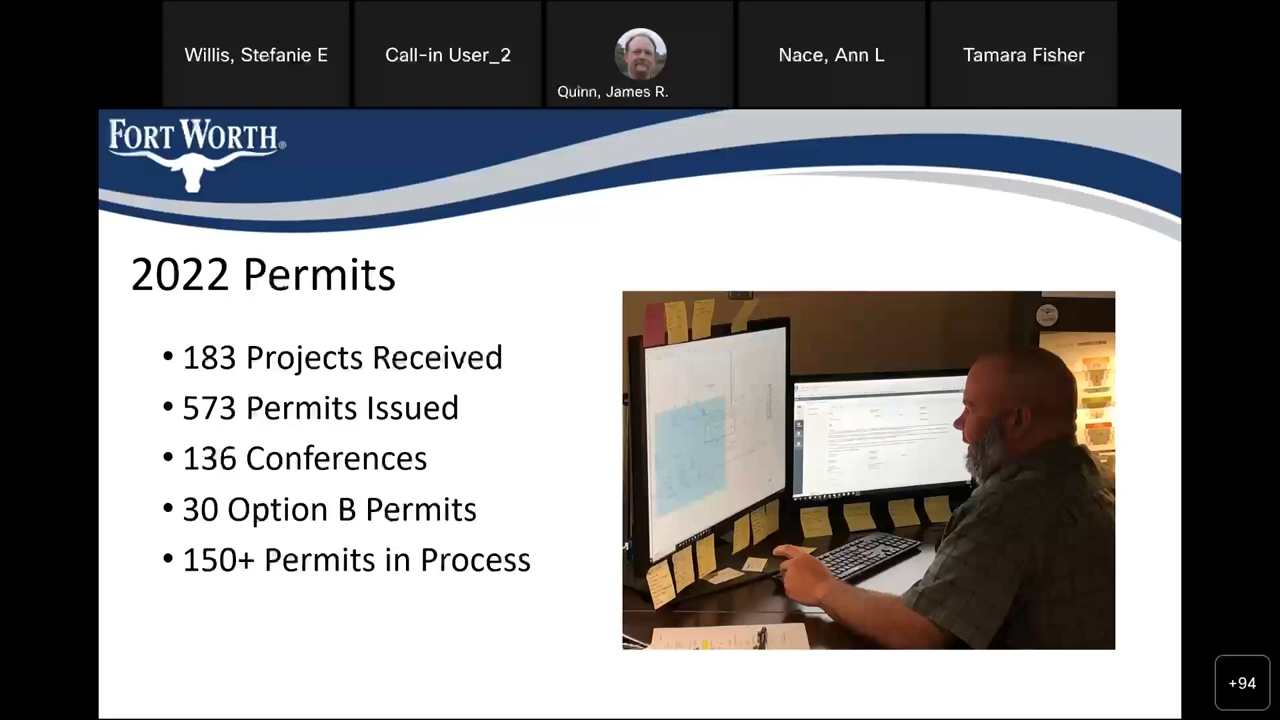 Willis, Stefanie E
Call-in User_2
Quinn, James R.
Nace, Ann L
Tamara Fisher
FORT WORTH®
2022 Permits
• 183 Projects Received
• 573 Permits Issued
• 136 Conferences
• 30 Option B Permits
• 150+ Permits in Process
+94